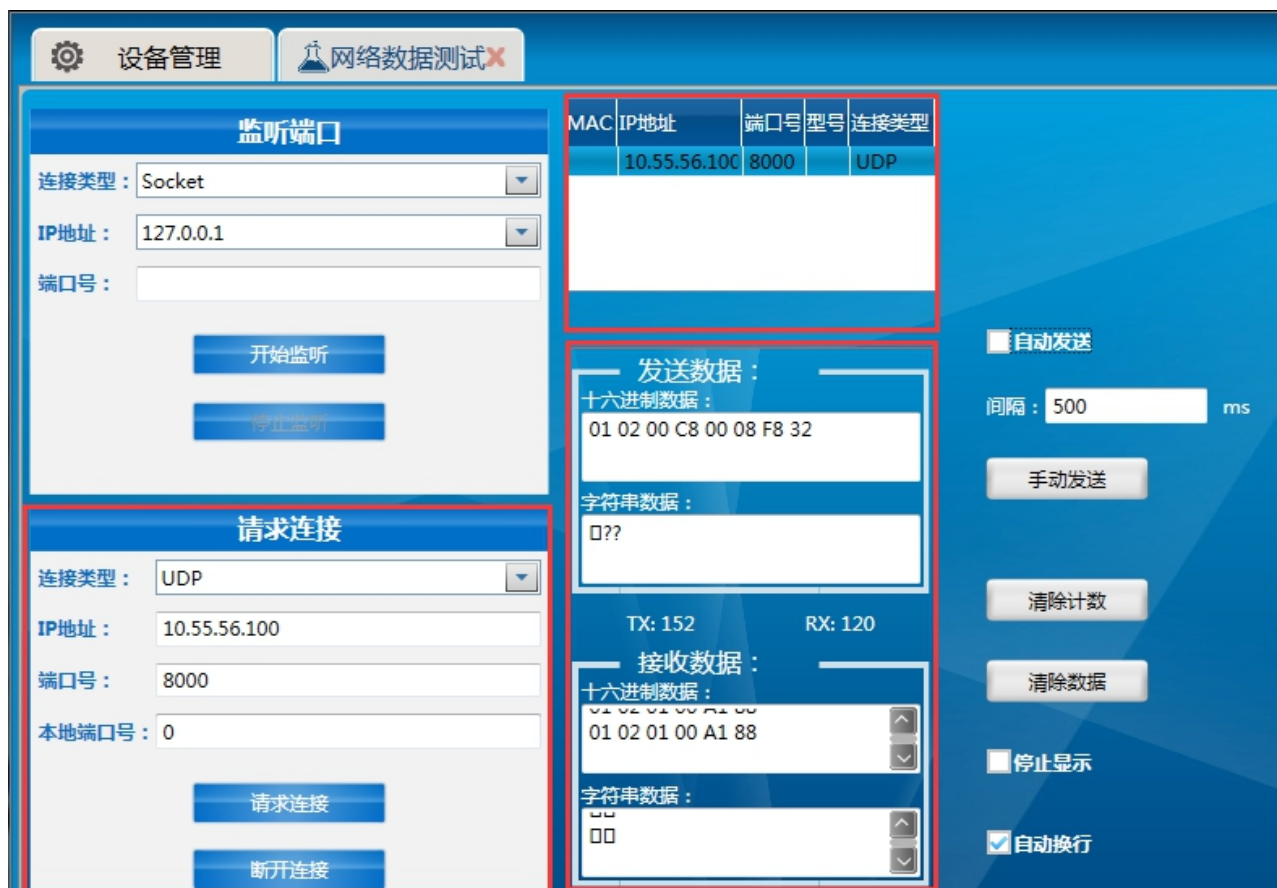 设备管理
网络数据测试
监听端口
连接类型：Socket
IP地址： 127.0.0.1
端口号：
开始监听
停止监听
请求连接
连接类型： UDP
IP地址： 10.55.56.100
端口号： 8000
本地端口号： 0
请求连接
断开连接
MAC IP地址 端口号 型号 连接类型
10.55.56.100 8000 UDP
发送数据：
十六进制数据：
01 02 00 C8 00 08 F8 32
字符串数据：
□??
TX: 152 RX: 120
接收数据：
十六进制数据：
01 02 01 00 A1 88
01 02 01 00 A1 88
字符串数据：
□□
□□
自动发送
间隔： 500 ms
手动发送
清除计数
清除数据
停止显示
自动换行